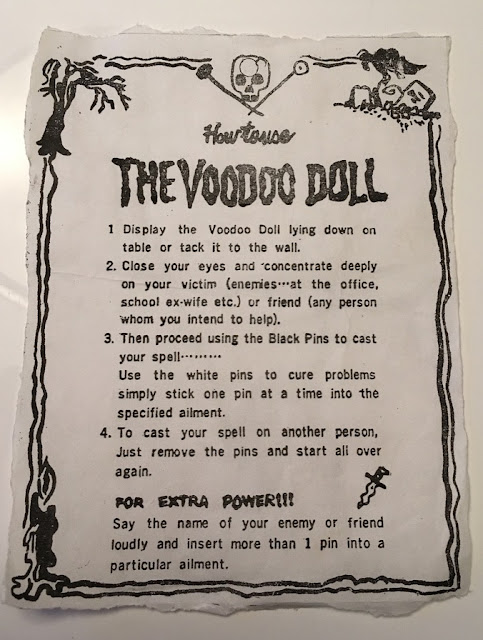 How to use
THE VOODOO DOLL
1 Display the Voodoo Doll lying down on
table or tack it to the wall.
2. Close your eyes and concentrate deeply
on your victim (enemies···at the office,
school ex-wife etc.) or friend (any person
whom you intend to help).
3. Then proceed using the Black Pins to cast
your spell·········
Use the white pins to cure problems
simply stick one pin at a time into the
specified ailment.
4. To cast your spell on another person,
Just remove the pins and start all over
again.
FOR EXTRA POWER!!!
Say the name of your enemy or friend
loudly and insert more than 1 pin into a
particular ailment.